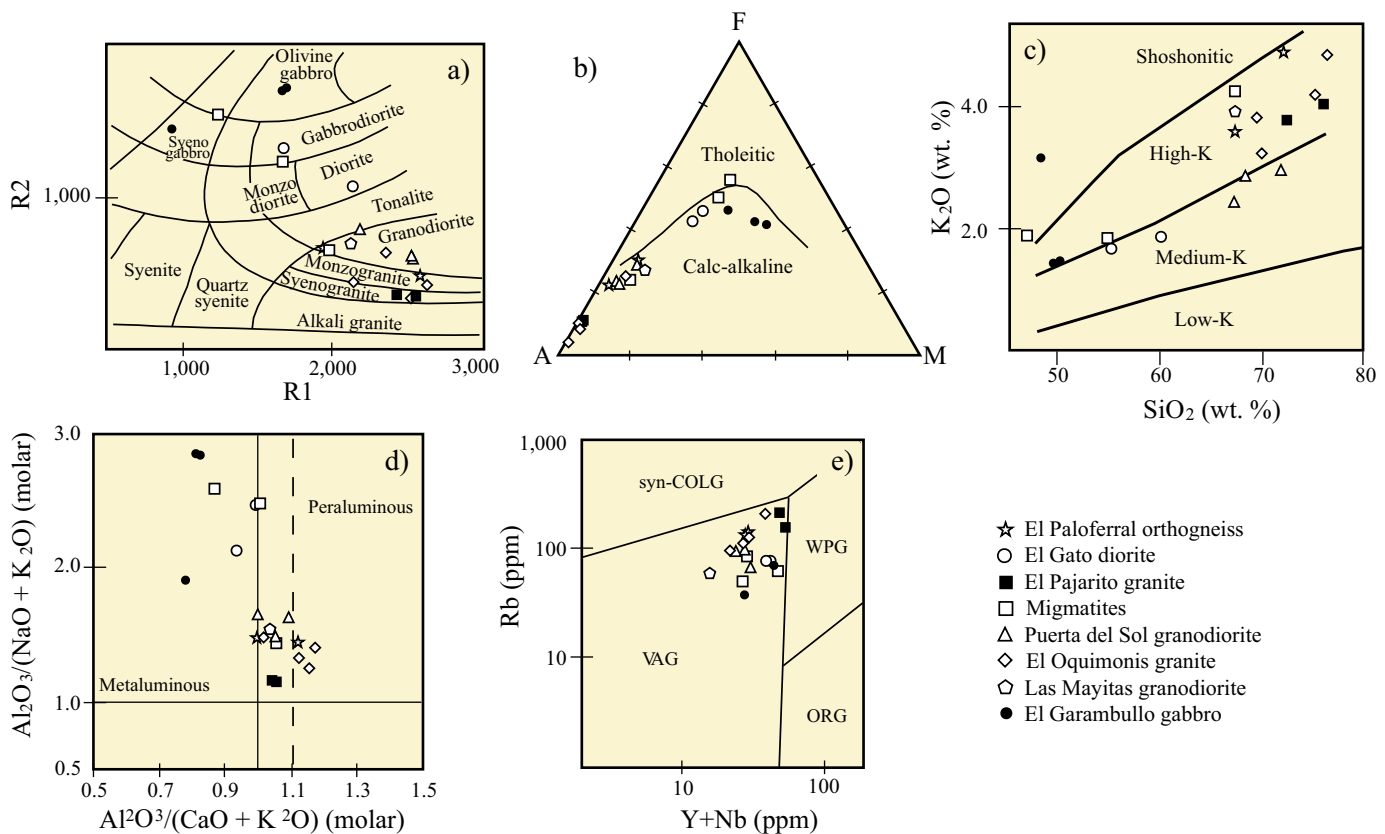 a)
Olivine
gabbro
Syeno
gabbro
Gabbrodiorite
Monzo
diorite
Diorite
Tonalite
Granodiorite
Monzogranite
Syenogranite
Syenite
Quartz
syenite
Alkali granite
R2
1,000
1,000
2,000
3,000
R1
b)
F
Tholeitic
Calc-alkaline
A
M
c)
Shoshonitic
High-K
Medium-K
Low-K
K2O (wt. %)
4.0
2.0
50
60
70
80
SiO2 (wt. %)
d)
Peraluminous
Metaluminous
Al2O3/(NaO + K 2O) (molar)
3.0
2.0
1.0
0.5
0.5
0.7
0.9
1.1
1.3
1.5
Al2O3/(CaO + K 2O) (molar)
e)
syn-COLG
WPG
VAG
ORG
Rb (ppm)
1,000
100
10
10
100
Y+Nb (ppm)
El Paloferral orthogneiss
El Gato diorite
El Pajarito granite
Migmatites
Puerta del Sol granodiorite
El Oquimonis granite
Las Mayitas granodiorite
El Garambullo gabbro